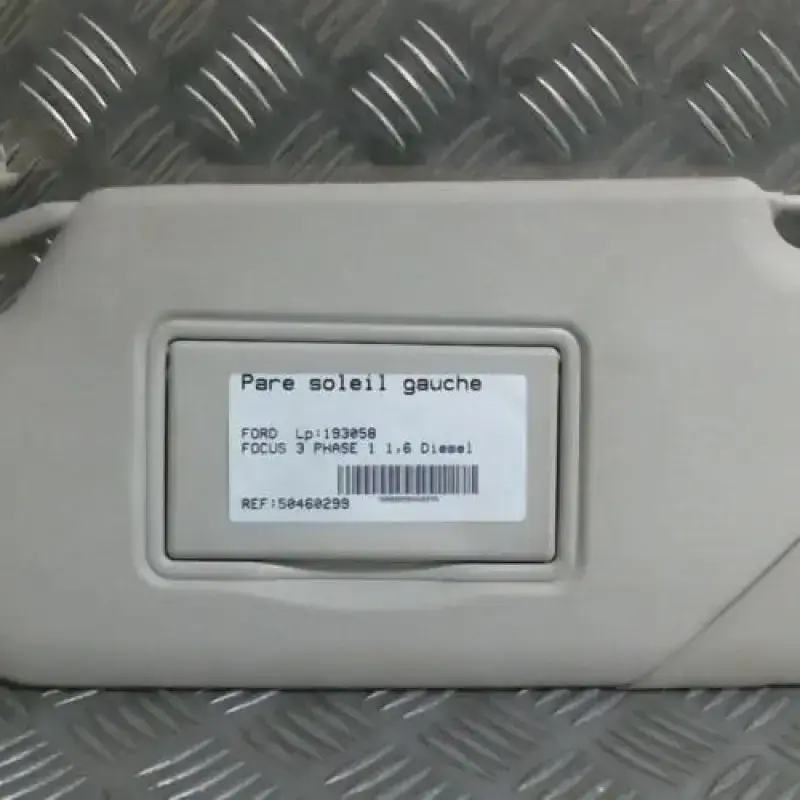 Pare soleil gauche
FORD Lp:193058
FOCUS 3 PHASE 1 1.6 Diesel
REF:50460299